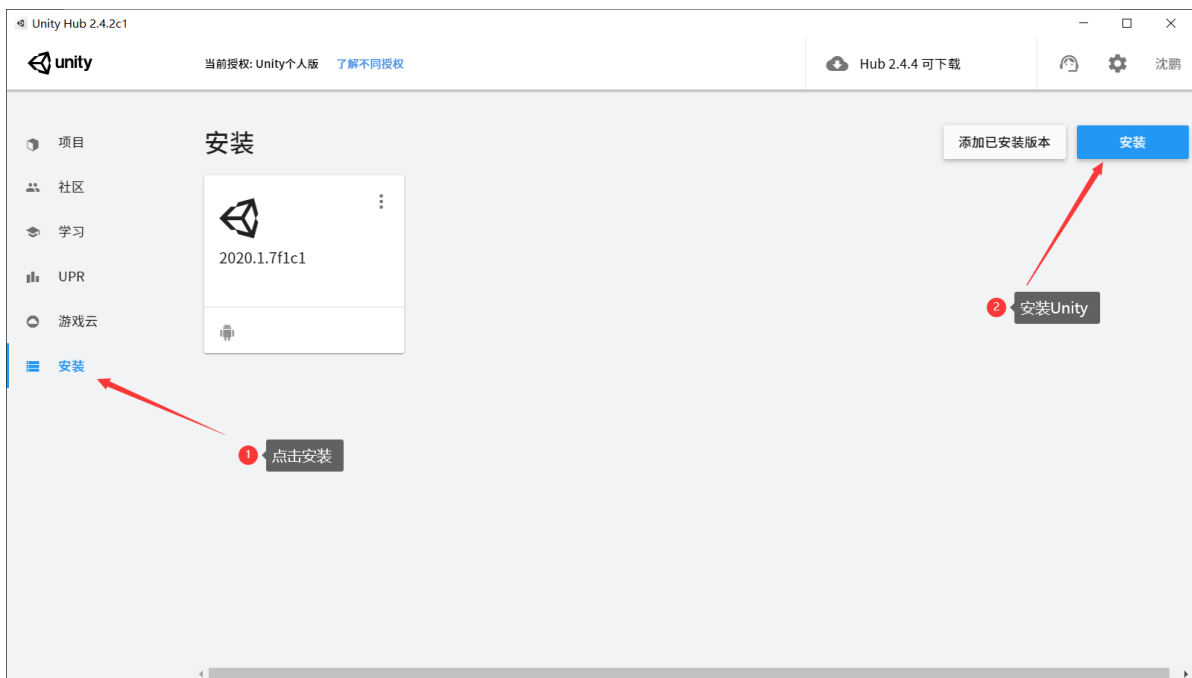 Unity Hub 2.4.2c1
unity
当前授权: Unity个人版 了解不同授权
Hub 2.4.4 可下载
沈鹏
项目
社区
学习
UPR
游戏云
安装
安装
添加已安装版本
安装
2020.1.7f1c1
2 安装Unity
1 点击安装